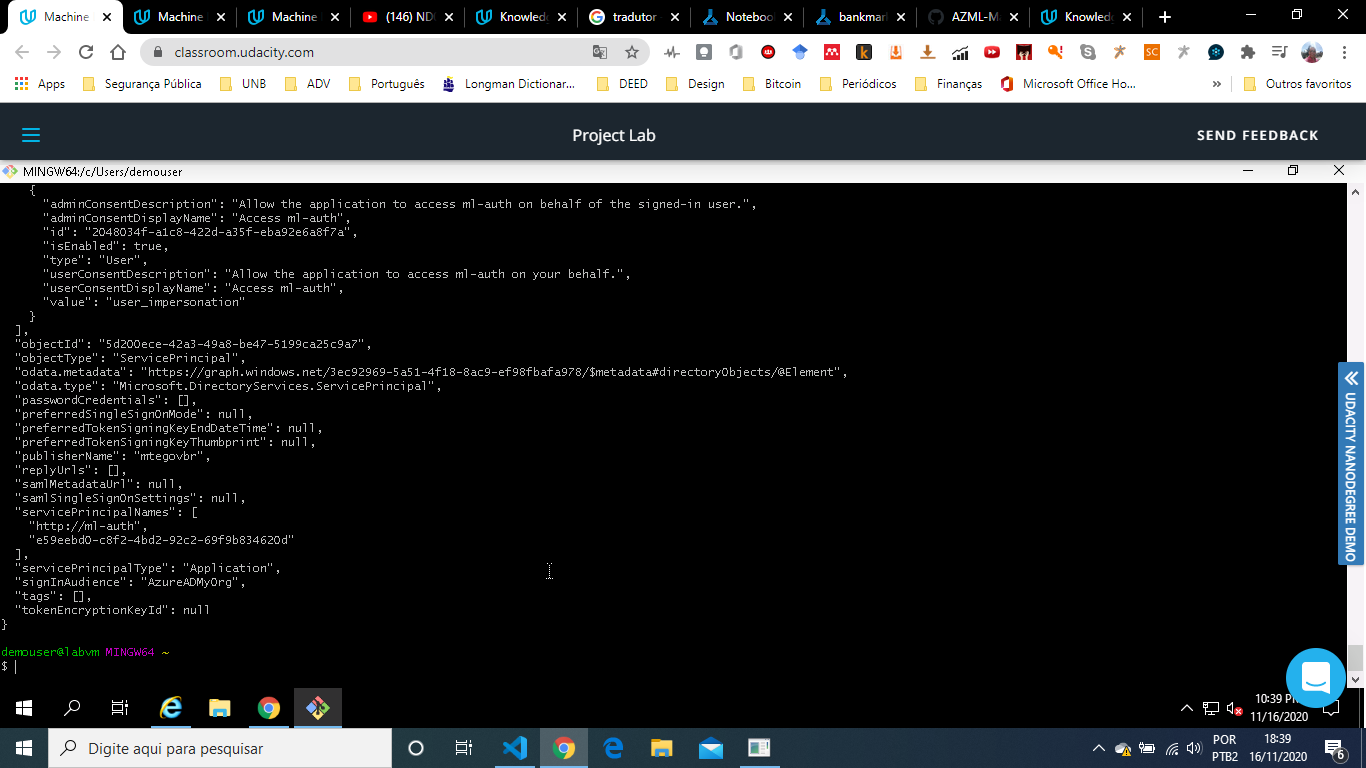 Machine
Machine
Machine
(146) NDI
Knowled
tradutor
Noteboo
bankmar
AZML-M
Knowled
classroom.udacity.com
Apps
Segurança Pública
UNB
ADV
Português
Longman Dictionar...
DEED
Design
Bitcoin
Periódicos
Finanças
Microsoft Office Ho...
»
Outros favoritos
Project Lab
SEND FEEDBACK
MINGW64:/c/Users/demouser
{
"adminConsentDescription": "Allow the application to access ml-auth on behalf of the signed-in user.",
"adminConsentDisplayName": "Access ml-auth",
"id": "2048034f-a1c8-422d-a35f-eba92e6a8f7a",
"isEnabled": true,
"type": "User",
"userConsentDescription": "Allow the application to access ml-auth on your behalf.",
"userConsentDisplayName": "Access ml-auth",
"value": "user_impersonation"
}
],
"objectId": "5d200ece-42a3-49a8-be47-5199ca25c9a7",
"objectType": "ServicePrincipal",
"odata.metadata": "https://graph.windows.net/3ec92969-5a51-4f18-8ac9-ef98fbafa978/$metadata#directoryObjects/@Element",
"odata.type": "Microsoft.DirectoryServices.ServicePrincipal",
"passwordCredentials": [],
"preferredSingleSignOnMode": null,
"preferredTokenSigningKeyEndDateTime": null,
"preferredTokenSigningKeyThumbprint": null,
"publisherName": "mtegovbr",
"replyUrls": [],
"samlMetadataUrl": null,
"samlSingleSignOnSettings": null,
"servicePrincipalNames": [
"http://ml-auth",
"e59eebd0-c8f2-4bd2-92c2-69f9b834620d"
],
"servicePrincipalType": "Application",
"signInAudience": "AzureADMyOrg",
"tags": [],
"tokenEncryptionKeyId": null
}
demouser@labvm MINGW64 ~
$
UDACITY NANODEGREE DEMO
10:39 P
11/16/2020
Digite aqui para pesquisar
POR
PTB2
18:39
16/11/2020
6